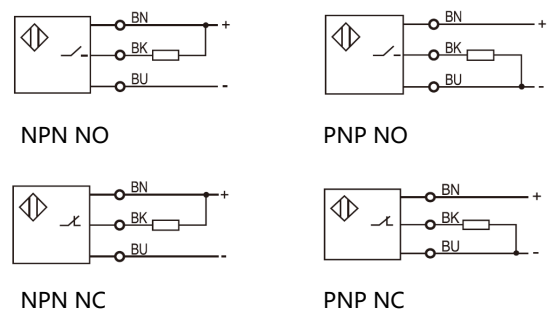 BN +
BK
BU -
NPN NO
BN +
BK
BU -
PNP NO
BN +
BK
BU -
NPN NC
BN +
BK
BU -
PNP NC